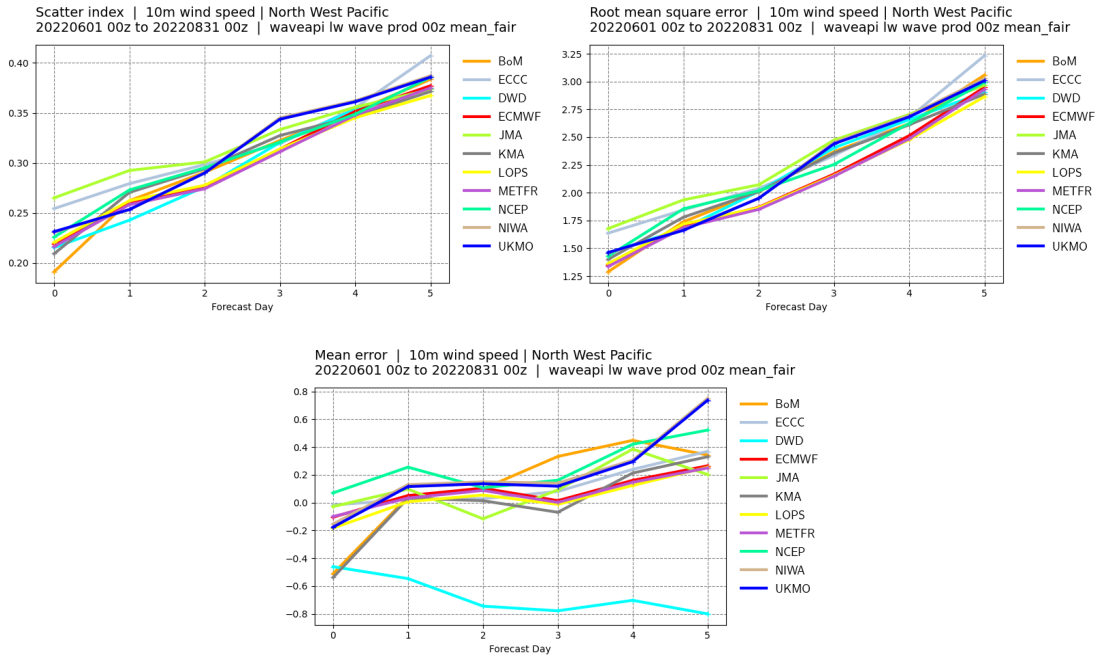 Scatter index | 10m wind speed | North West Pacific
20220601 00z to 20220831 00z | waveapi lw wave prod 00z mean_fair
0.40
0.35
0.30
0.25
0.20
0 1 2 3 4 5
Forecast Day
BoM
ECCC
DWD
ECMWF
JMA
KMA
LOPS
METFR
NCEP
NIWA
UKMO
Root mean square error | 10m wind speed | North West Pacific
20220601 00z to 20220831 00z | waveapi lw wave prod 00z mean_fair
3.25
3.00
2.75
2.50
2.25
2.00
1.75
1.50
1.25
0 1 2 3 4 5
Forecast Day
BoM
ECCC
DWD
ECMWF
JMA
KMA
LOPS
METFR
NCEP
NIWA
UKMO
Mean error | 10m wind speed | North West Pacific
20220601 00z to 20220831 00z | waveapi lw wave prod 00z mean_fair
0.8
0.6
0.4
0.2
0.0
−0.2
−0.4
−0.6
−0.8
0 1 2 3 4 5
Forecast Day
BoM
ECCC
DWD
ECMWF
JMA
KMA
LOPS
METFR
NCEP
NIWA
UKMO